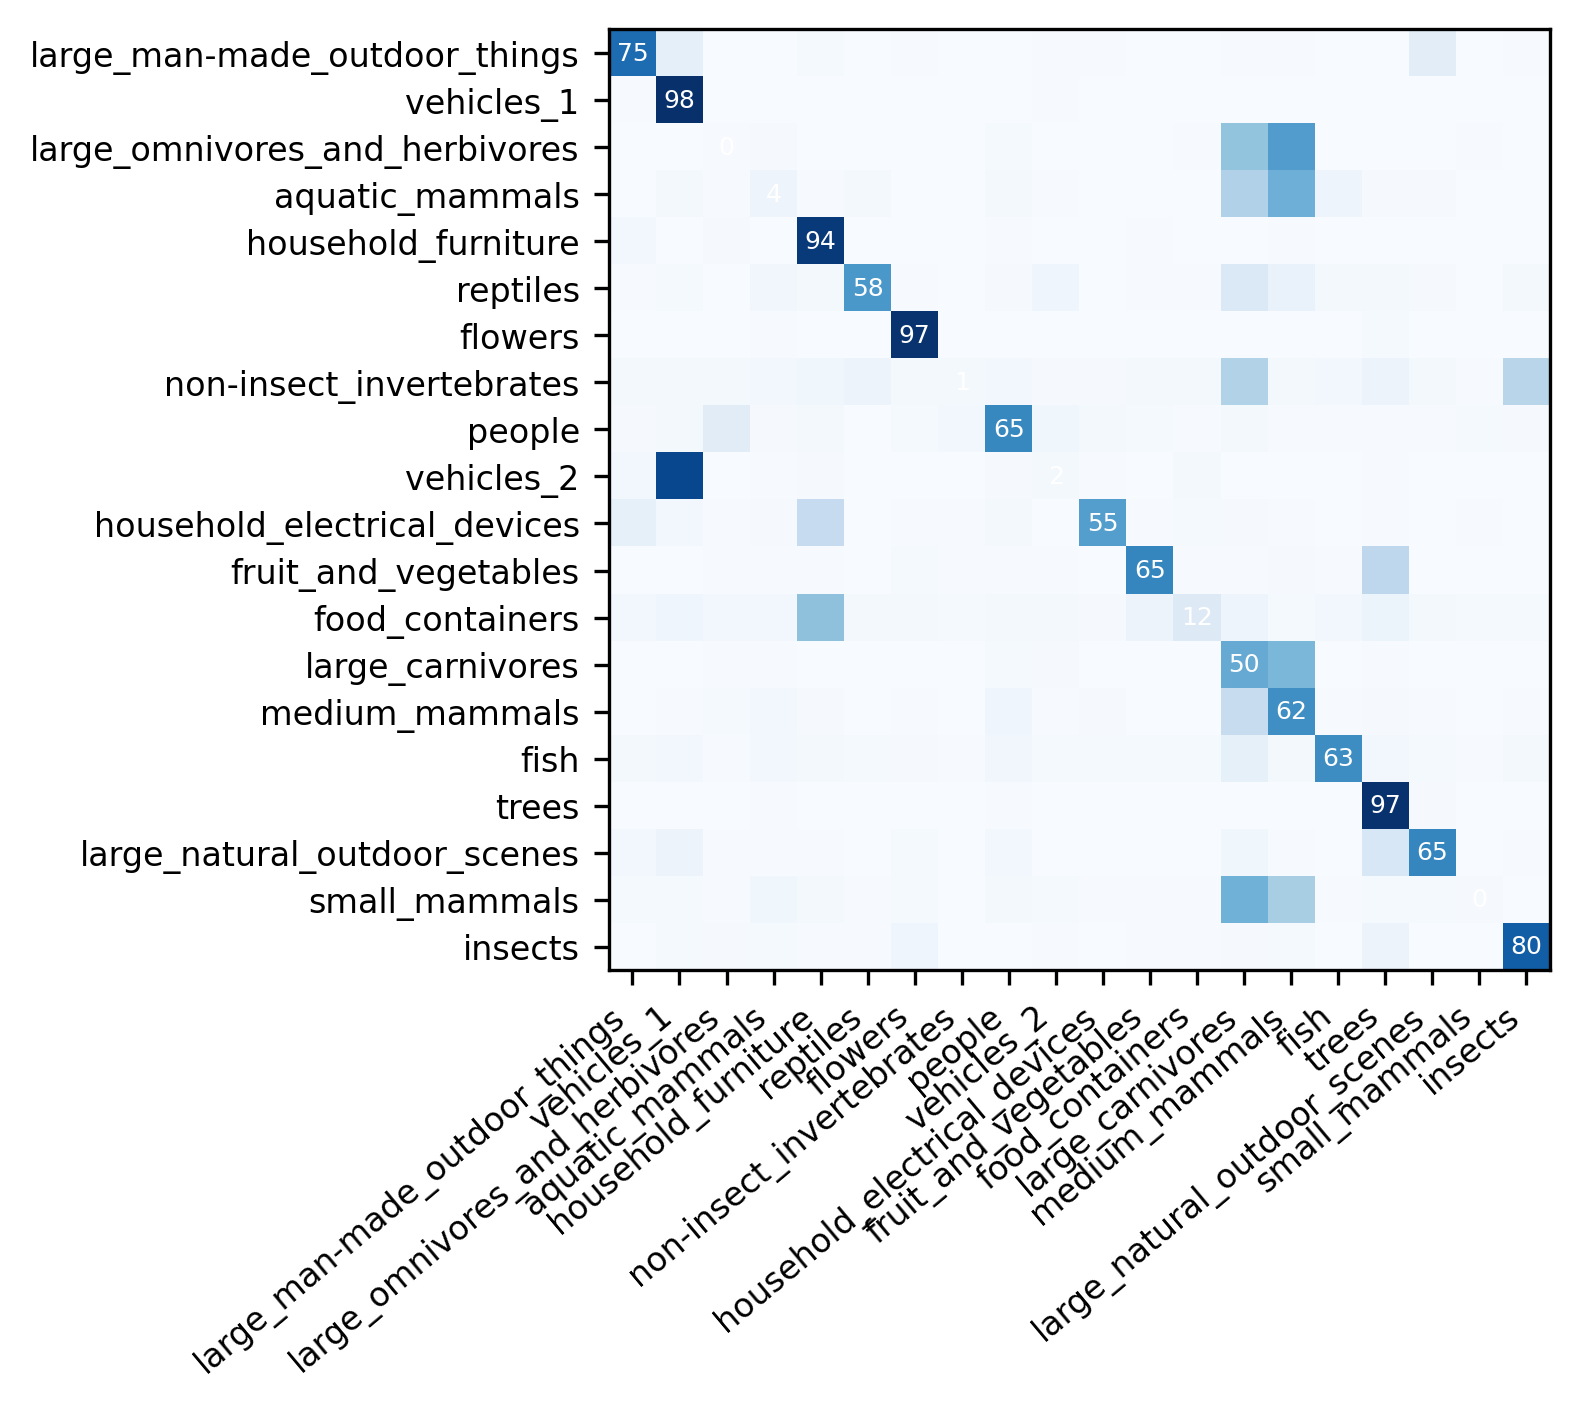 large_man-made_outdoor_things
75
vehicles_1
98
large_omnivores_and_herbivores
0
aquatic_mammals
4
household_furniture
94
reptiles
58
flowers
97
non-insect_invertebrates
1
people
65
vehicles_2
2
household_electrical_devices
55
fruit_and_vegetables
65
food_containers
12
large_carnivores
50
medium_mammals
62
fish
63
trees
97
large_natural_outdoor_scenes
65
small_mammals
0
insects
80
large_man-made_outdoor_things
vehicles_1
large_omnivores_and_herbivores
aquatic_mammals
household_furniture
reptiles
flowers
non-insect_invertebrates
people
vehicles_2
household_electrical_devices
fruit_and_vegetables
food_containers
large_carnivores
medium_mammals
fish
trees
large_natural_outdoor_scenes
small_mammals
insects